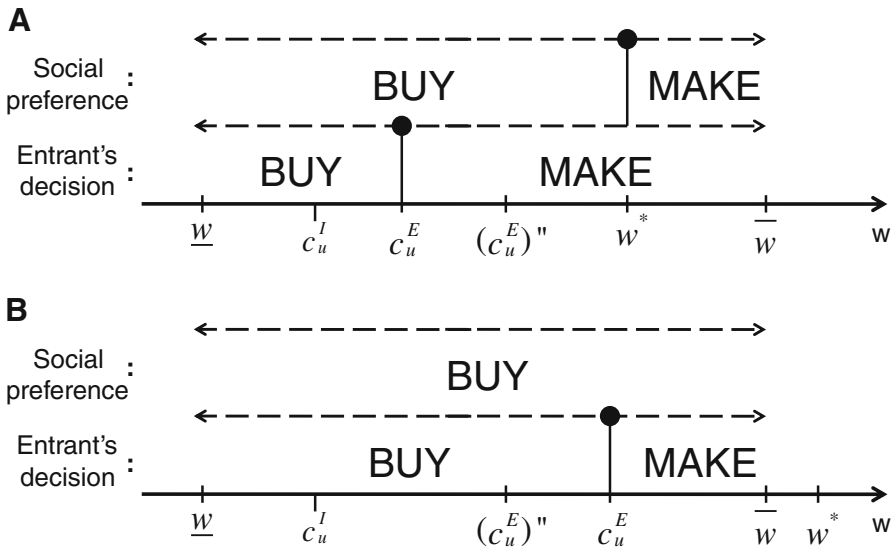 A
Social preference : BUY MAKE
Entrant's decision : BUY MAKE
w̲ c_u^I c_u^E (c_u^E)" w^* w̅ w
B
Social preference : BUY
Entrant's decision : BUY MAKE
w̲ c_u^I (c_u^E)" c_u^E w̅ w^* w